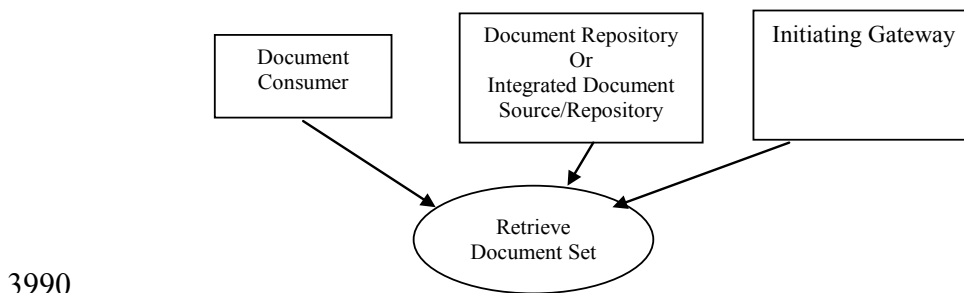 Document
Consumer
Document Repository
Or
Integrated Document
Source/Repository
Initiating Gateway
Retrieve
Document Set
3990